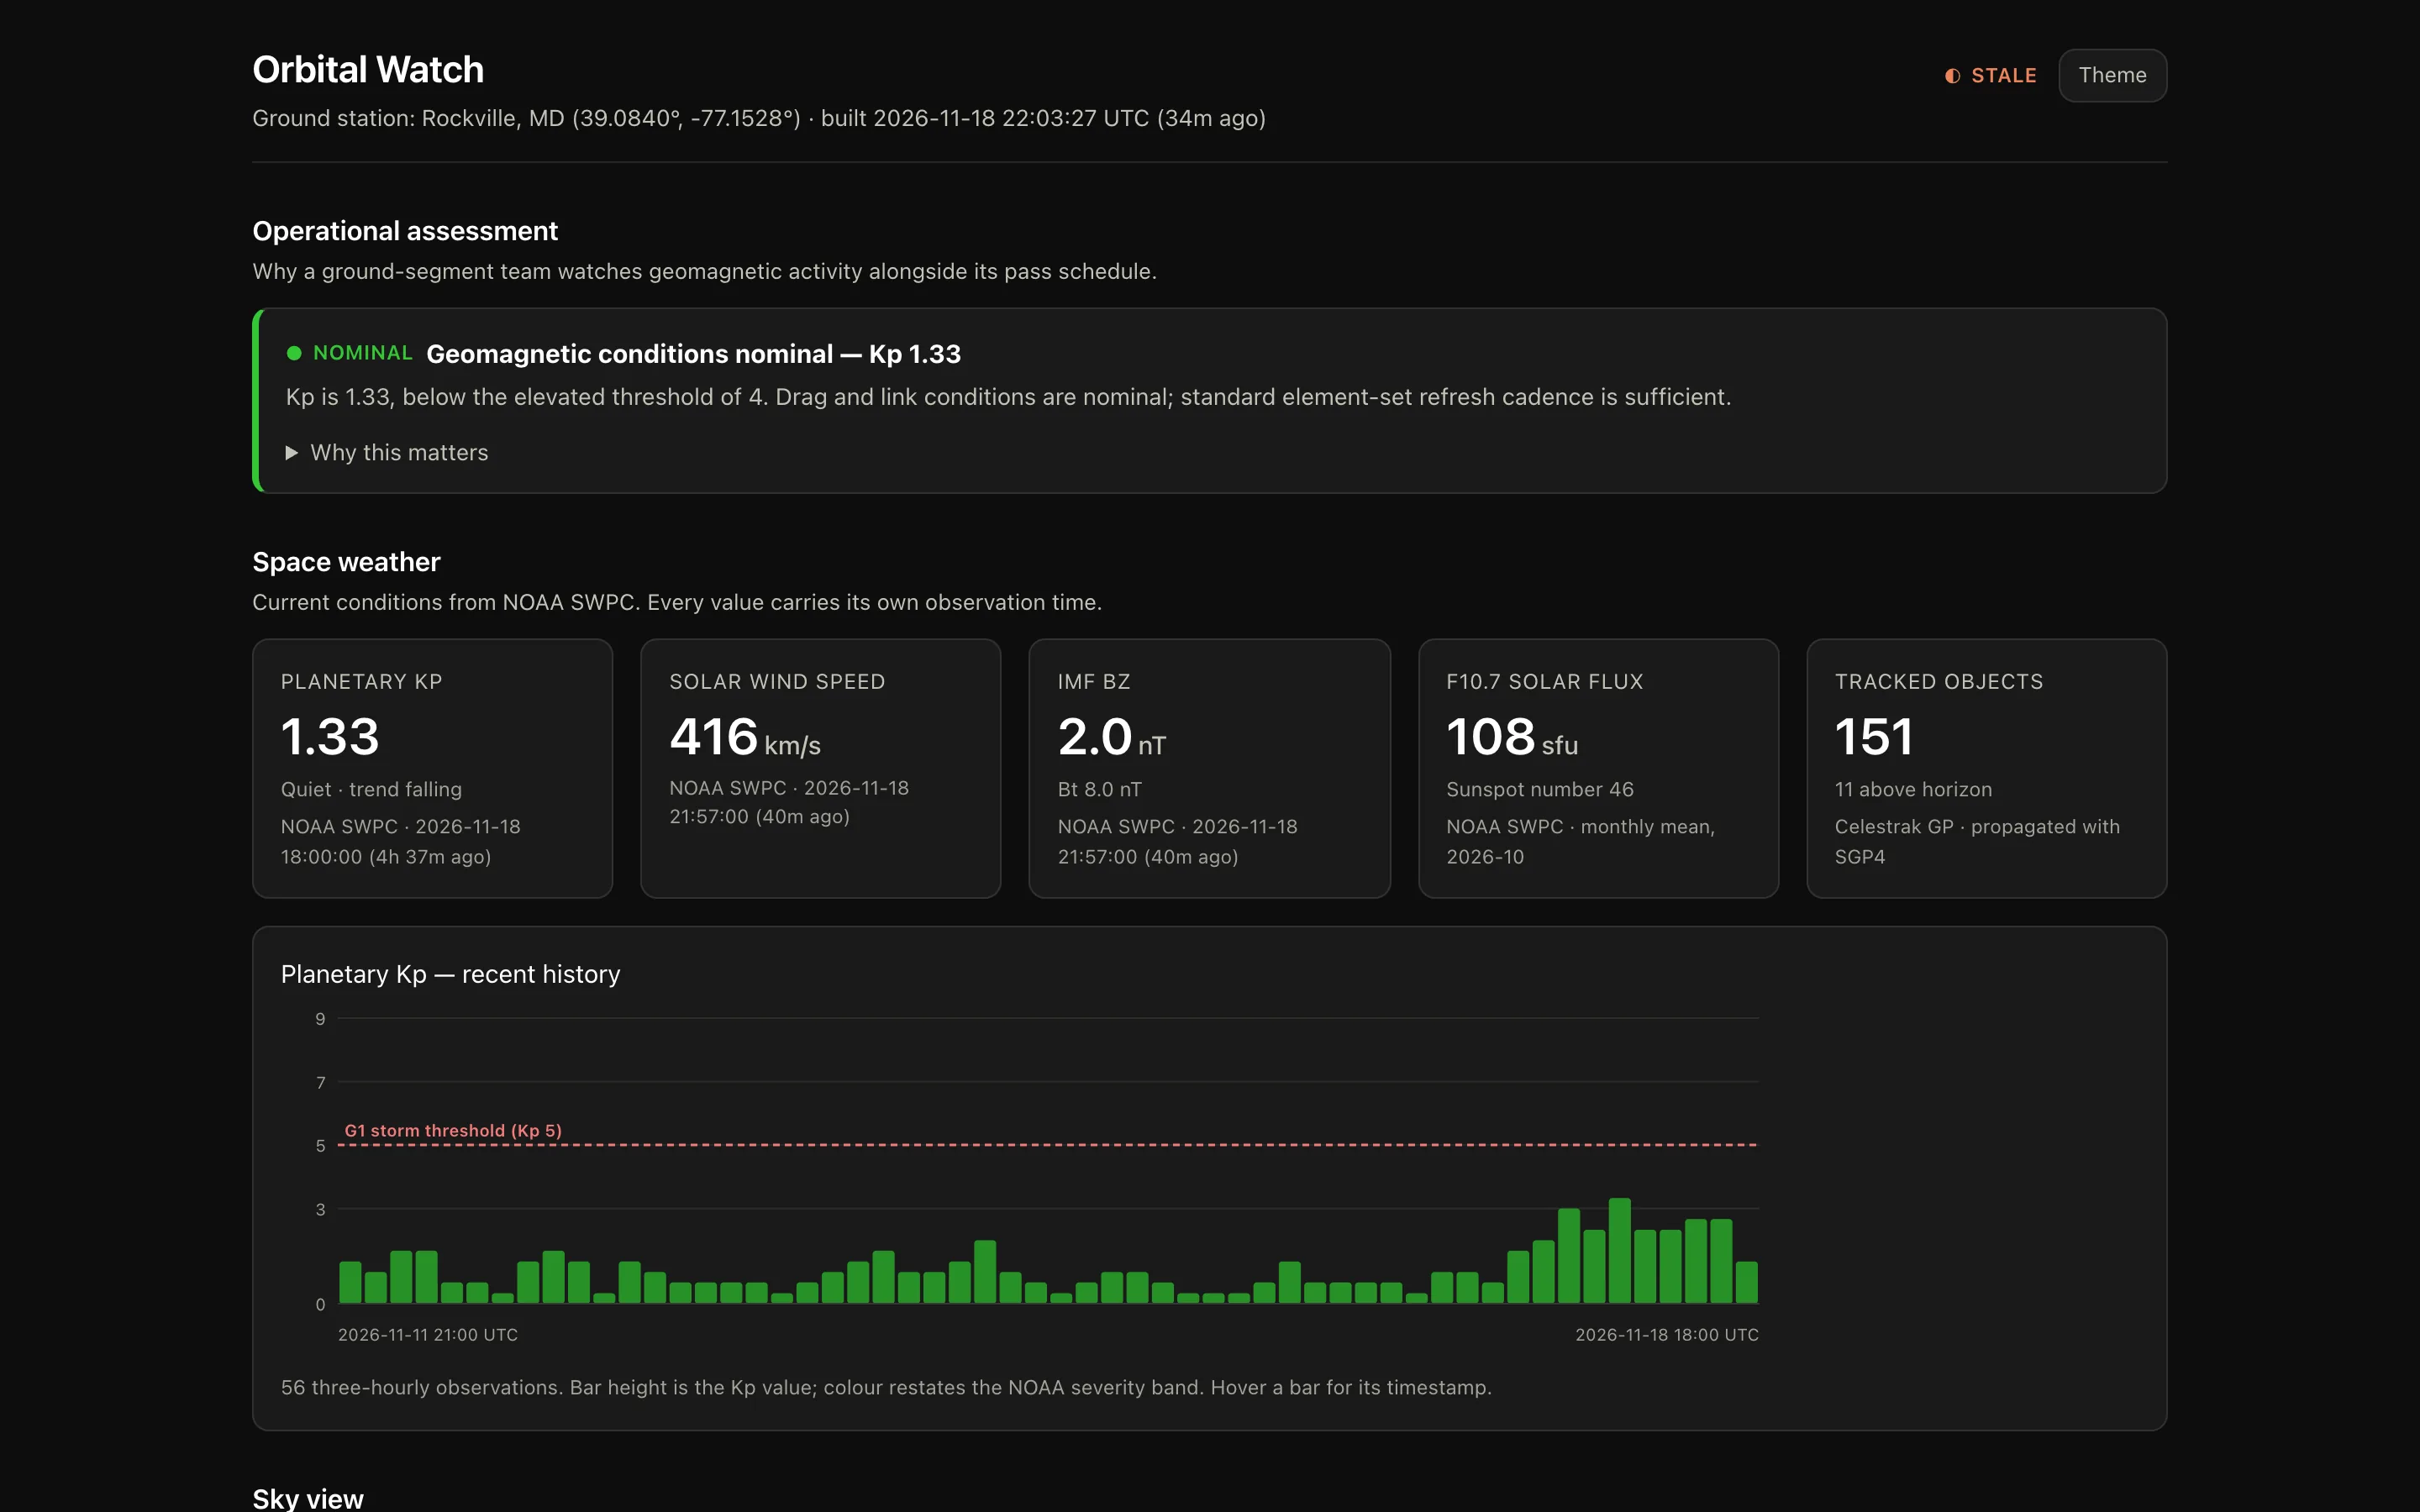 Orbital Watch
STALE
Theme
Ground station: Rockville, MD (39.0840°, -77.1528°) · built 2026-11-18 22:03:27 UTC (34m ago)
Operational assessment
Why a ground-segment team watches geomagnetic activity alongside its pass schedule.
NOMINAL Geomagnetic conditions nominal — Kp 1.33
Kp is 1.33, below the elevated threshold of 4. Drag and link conditions are nominal; standard element-set refresh cadence is sufficient.
Why this matters
Space weather
Current conditions from NOAA SWPC. Every value carries its own observation time.
PLANETARY KP
1.33
Quiet · trend falling
NOAA SWPC · 2026-11-18
18:00:00 (4h 37m ago)
SOLAR WIND SPEED
416 km/s
NOAA SWPC · 2026-11-18
21:57:00 (40m ago)
IMF BZ
2.0 nT
Bt 8.0 nT
NOAA SWPC · 2026-11-18
21:57:00 (40m ago)
F10.7 SOLAR FLUX
108 sfu
Sunspot number 46
NOAA SWPC · monthly mean,
2026-10
TRACKED OBJECTS
151
11 above horizon
Celestrak GP · propagated with
SGP4
Planetary Kp — recent history
9
7
G1 storm threshold (Kp 5)
5
3
0
2026-11-11 21:00 UTC
2026-11-18 18:00 UTC
56 three-hourly observations. Bar height is the Kp value; colour restates the NOAA severity band. Hover a bar for its timestamp.
Sky view